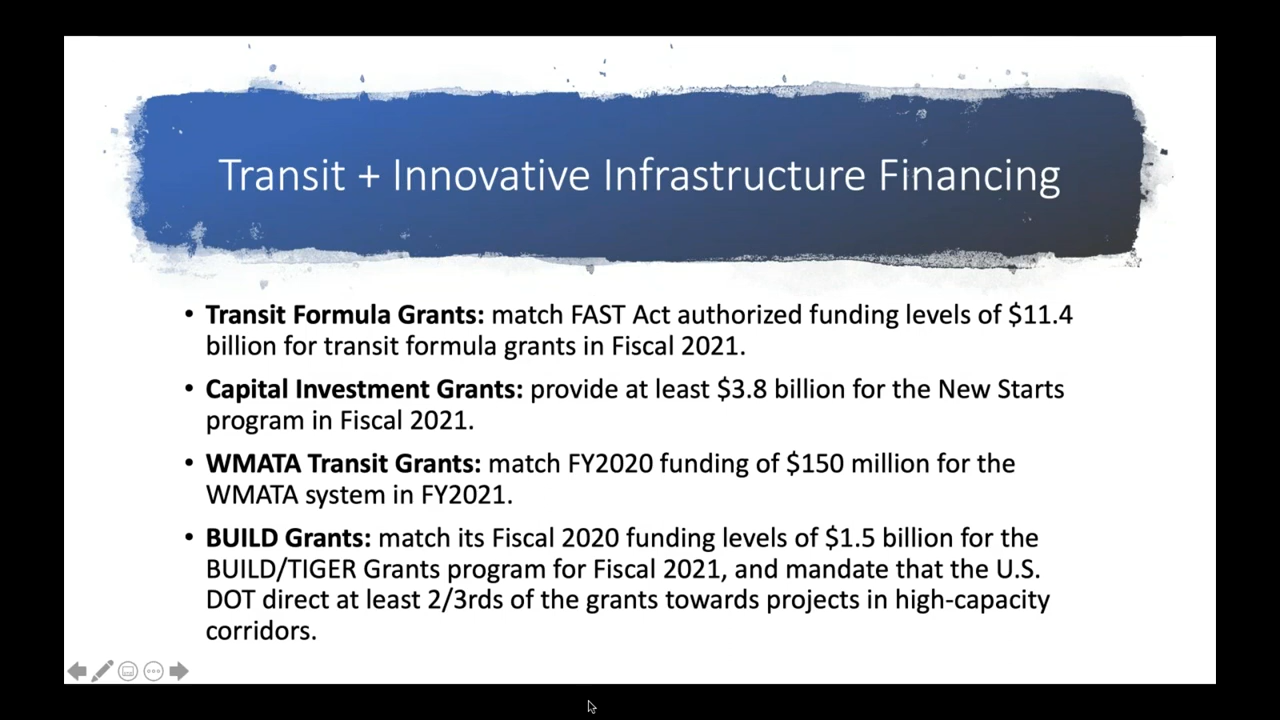 Transit + Innovative Infrastructure Financing
• Transit Formula Grants: match FAST Act authorized funding levels of $11.4
billion for transit formula grants in Fiscal 2021.
• Capital Investment Grants: provide at least $3.8 billion for the New Starts
program in Fiscal 2021.
• WMATA Transit Grants: match FY2020 funding of $150 million for the
WMATA system in FY2021.
• BUILD Grants: match its Fiscal 2020 funding levels of $1.5 billion for the
BUILD/TIGER Grants program for Fiscal 2021, and mandate that the U.S.
DOT direct at least 2/3rds of the grants towards projects in high-capacity
corridors.